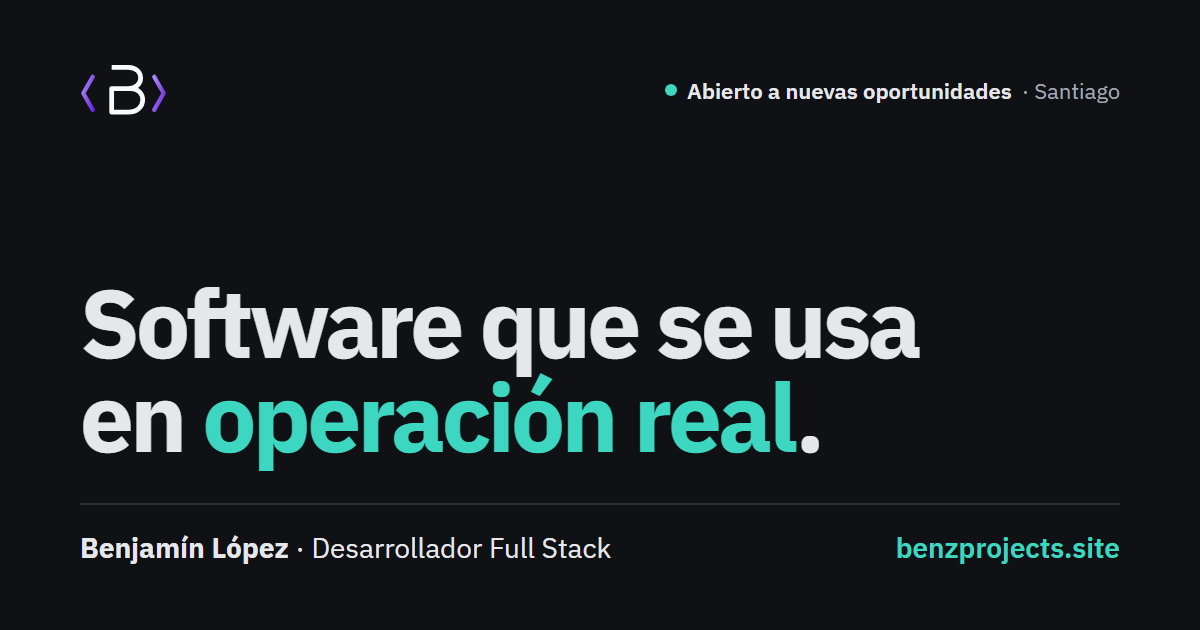 〈B〉
Abierto a nuevas oportunidades · Santiago
Software que se usa
en operación real.
Benjamín López · Desarrollador Full Stack
benzprojects.site